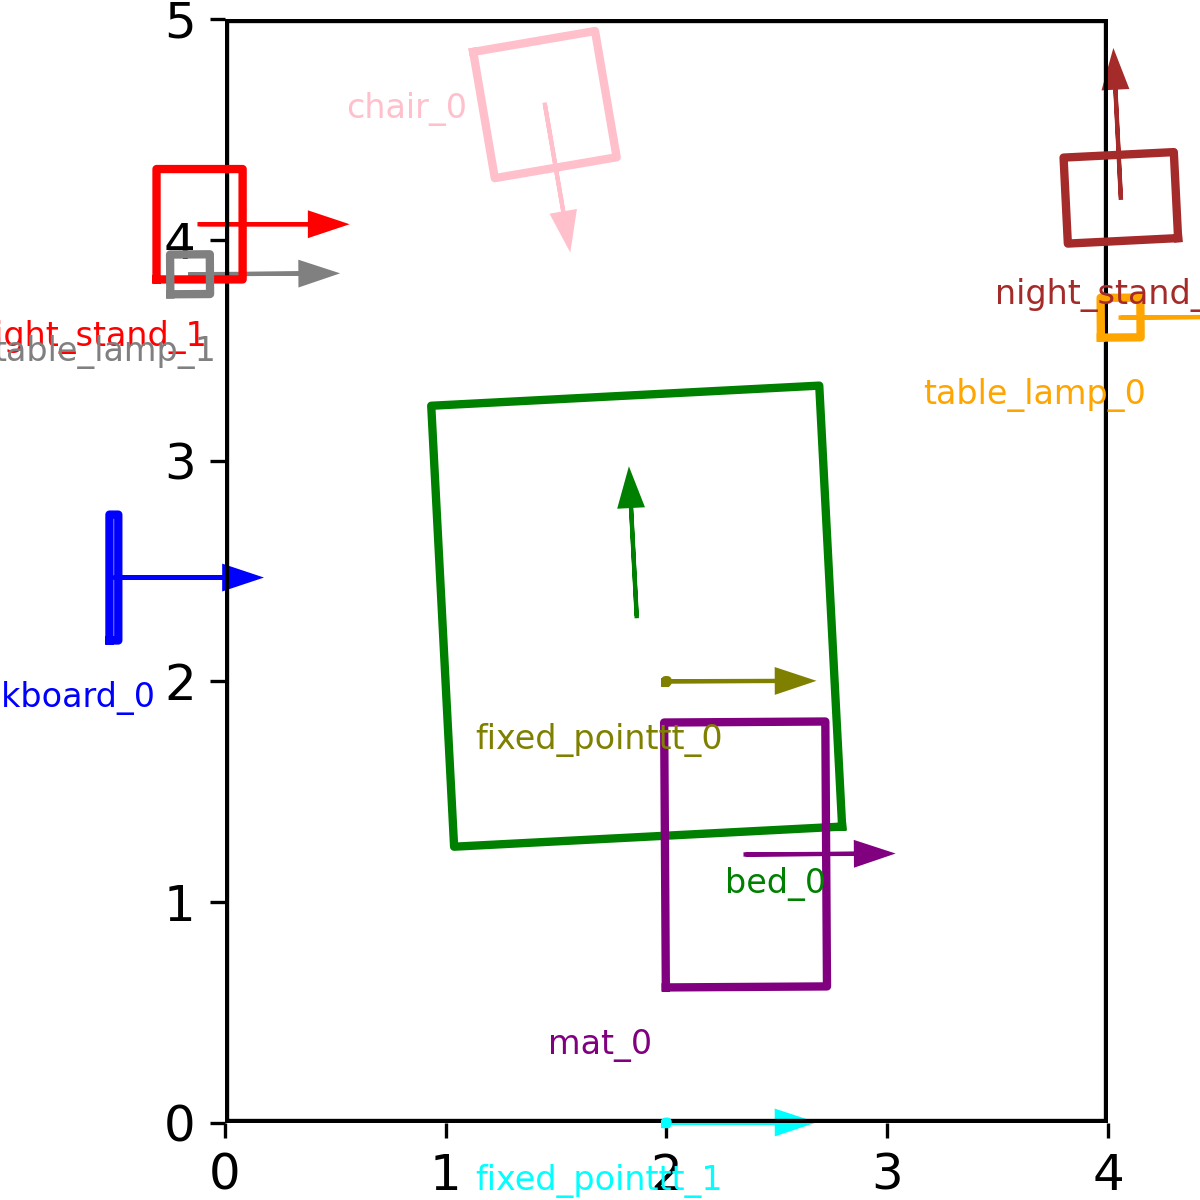 5
chair_0
4
night_stand_
ight_stand_1
table_lamp_1
table_lamp_0
3
kboard_0
2
fixed_pointtt_0
1
bed_0
mat_0
0
0 1 2 3 4
fixed_pointtt_1